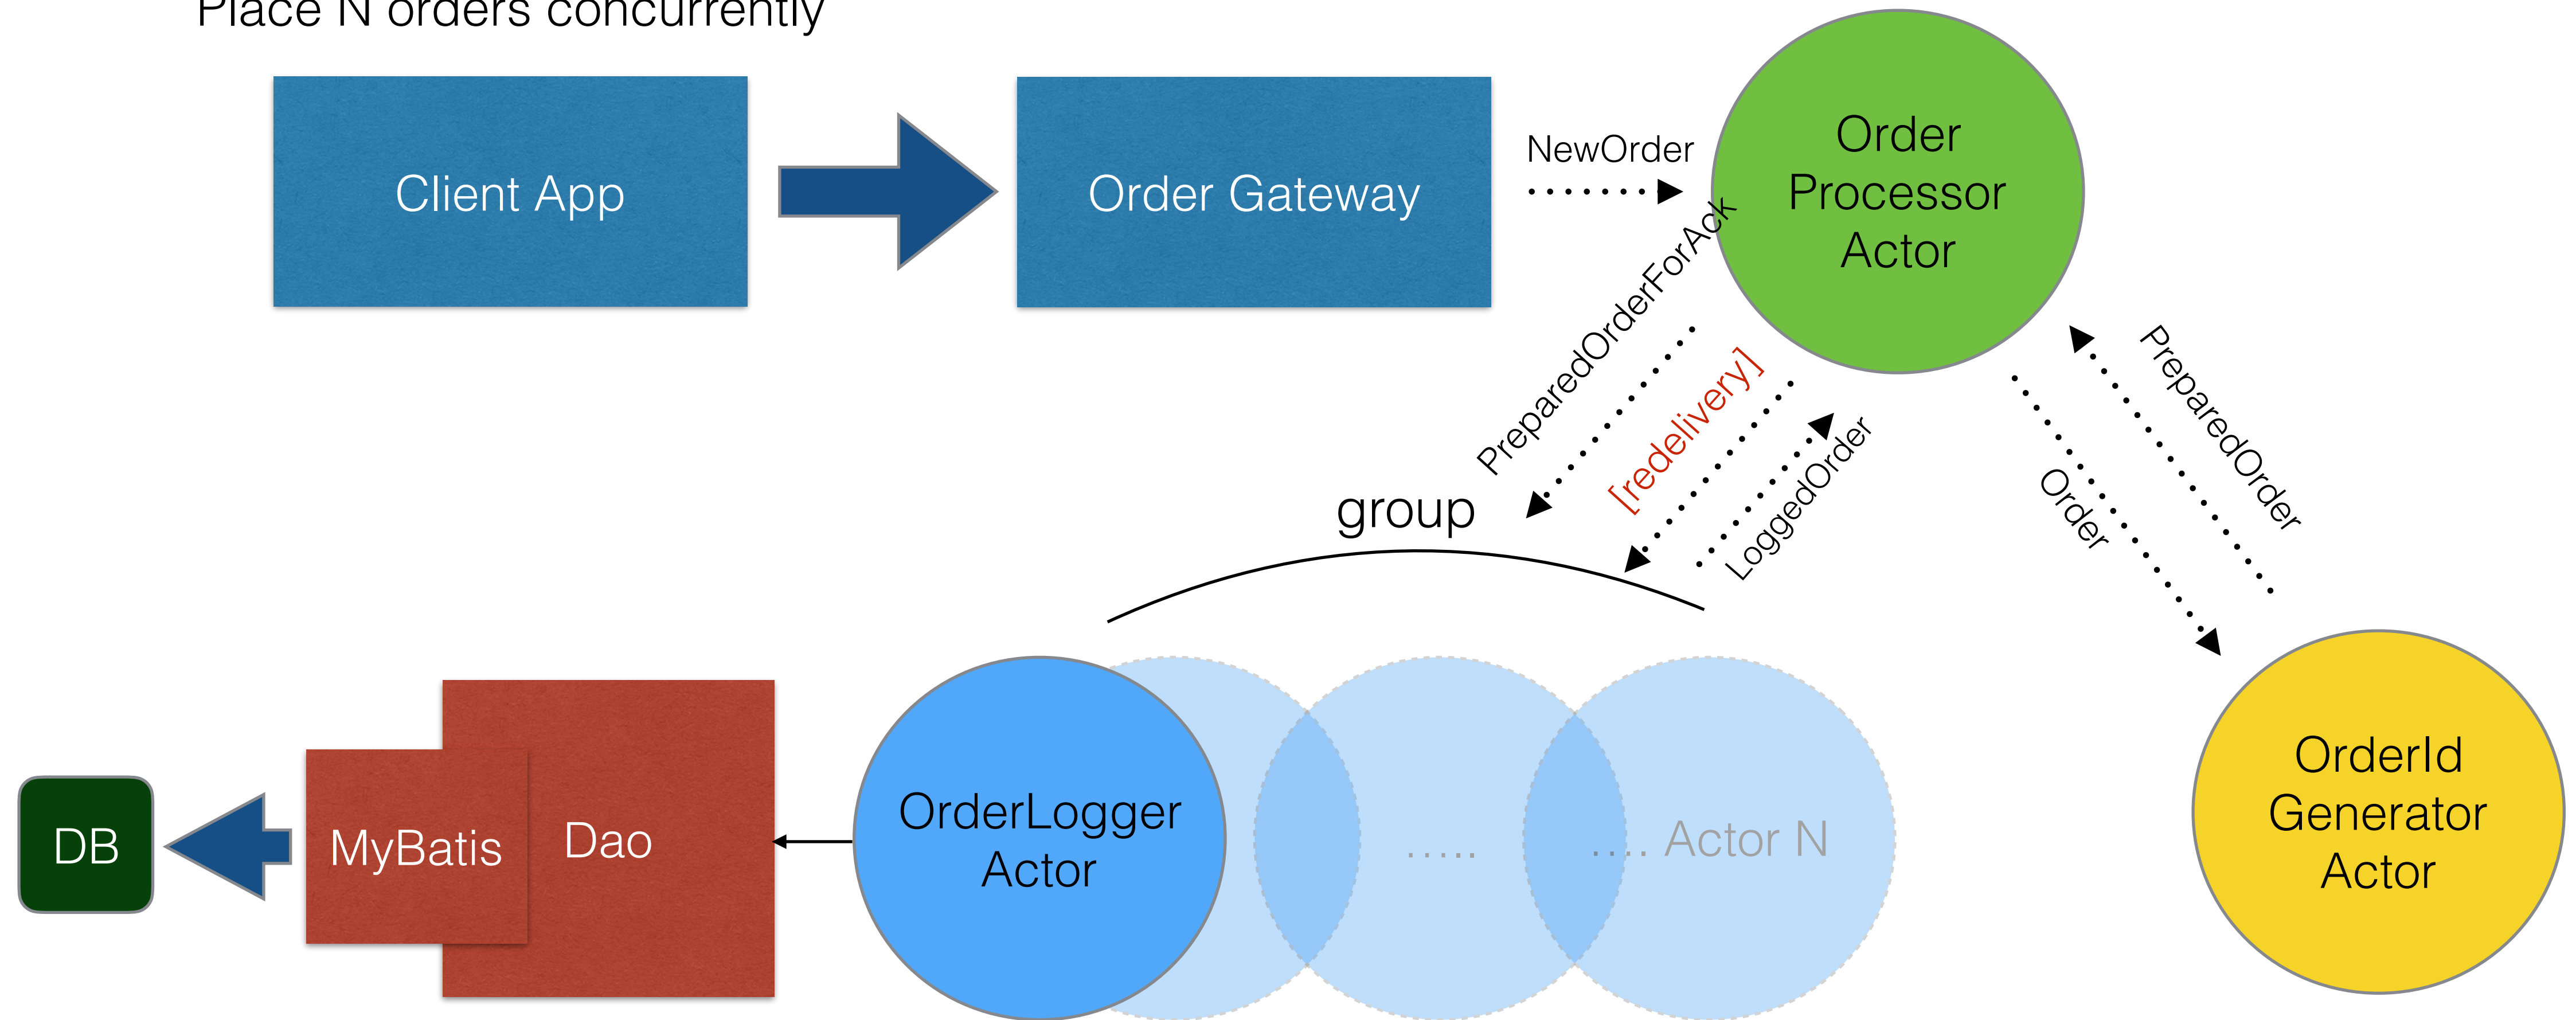 Place N orders concurrently
Client App
Order Gateway
NewOrder
Order
Processor
Actor
PreparedOrderForAck
[redelivery]
LoggedOrder
PreparedOrder
Order
group
DB
MyBatis
Dao
OrderLogger
Actor
.....
.... Actor N
OrderId
Generator
Actor